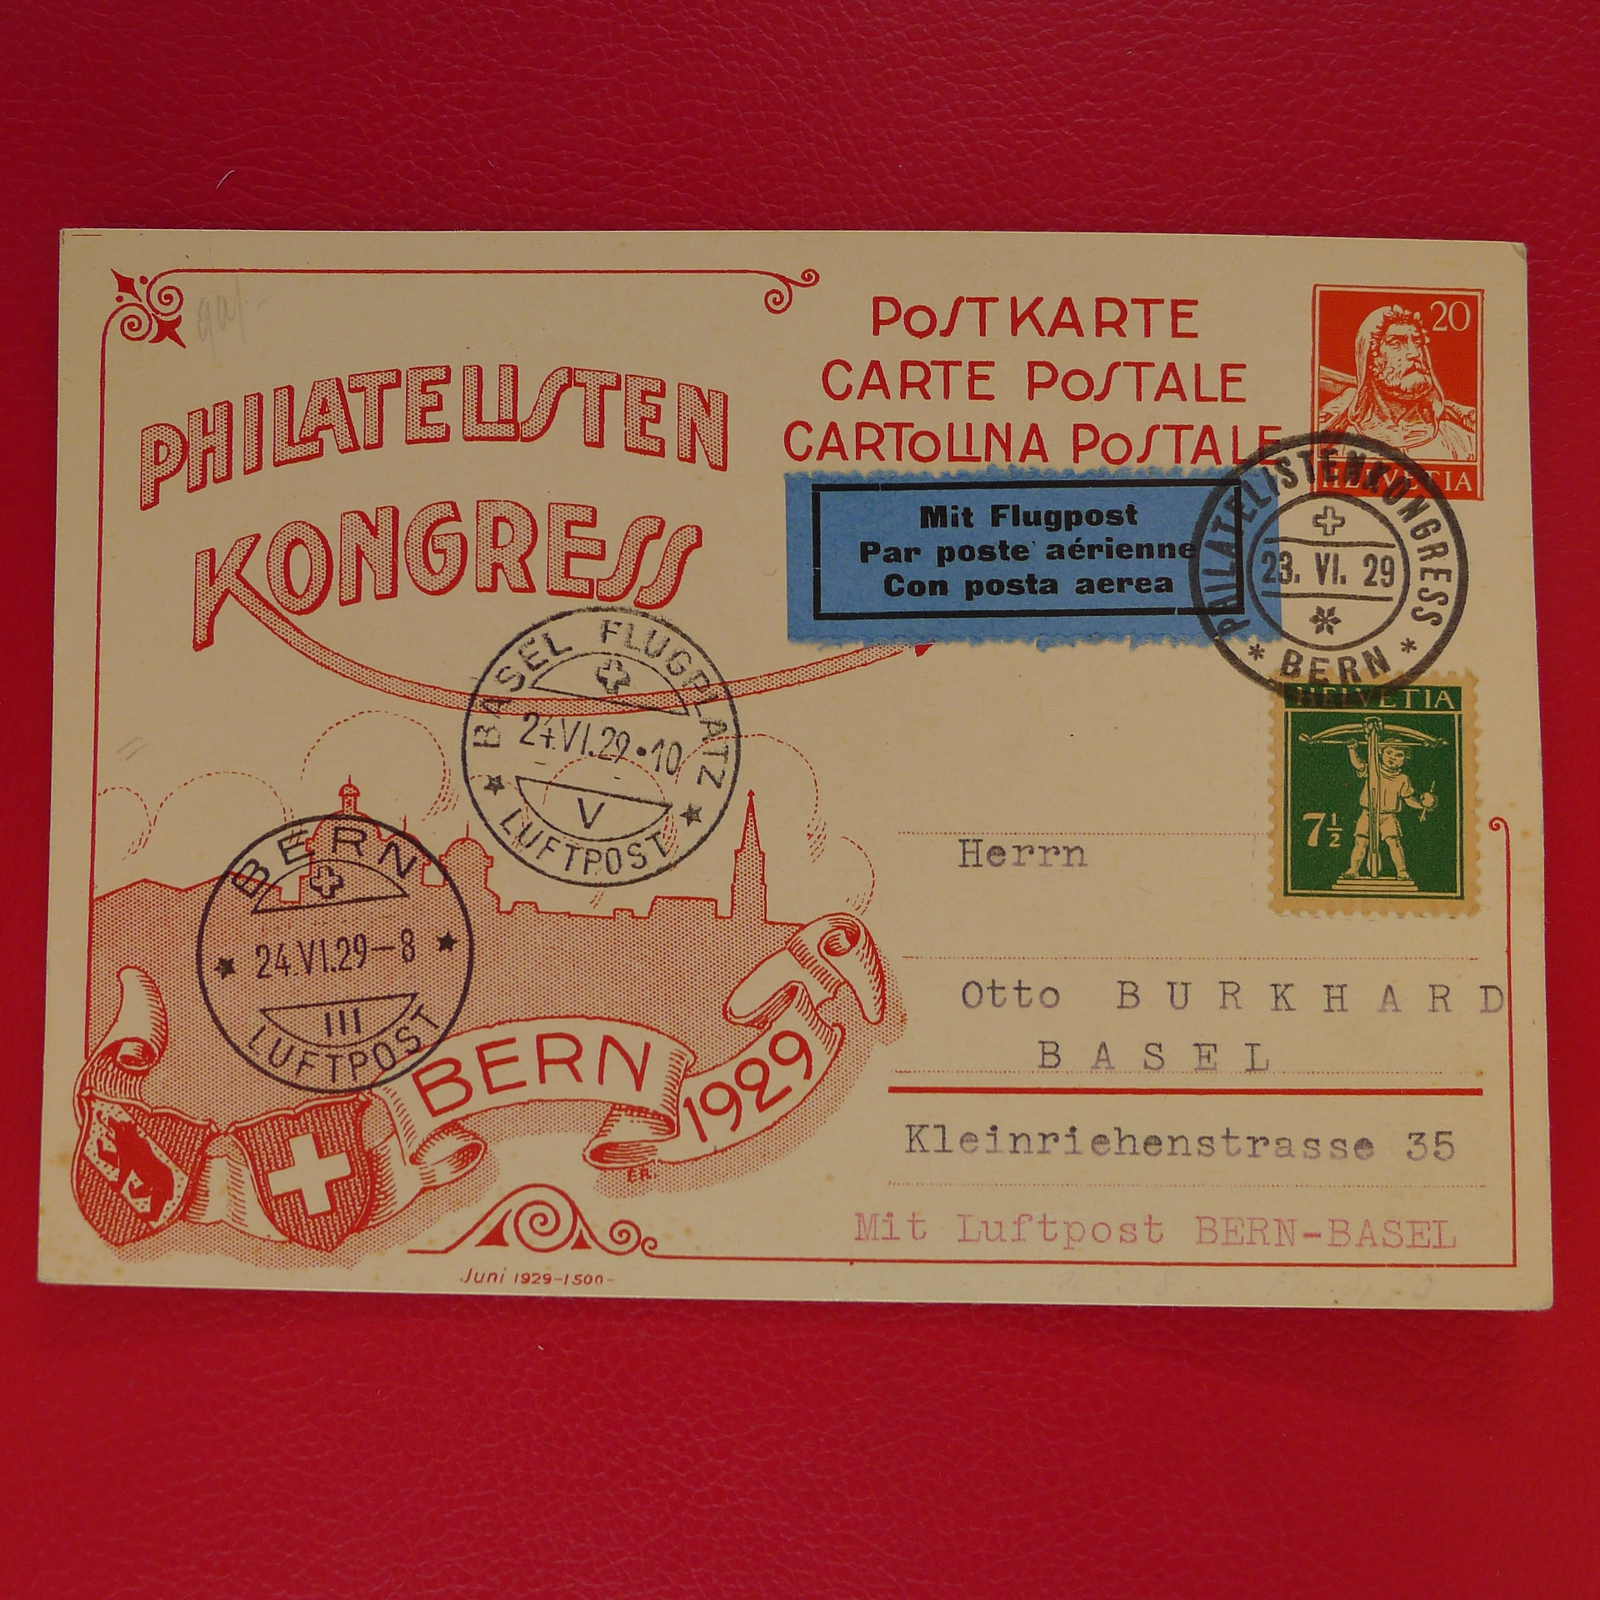 PHILATELISTEN
KONGRESS
POSTKARTE
CARTE POSTALE
CARTOLINA POSTALE
20
HELVETIA
Mit Flugpost
Par poste aérienne
Con posta aerea
PHILATELISTENKONGRESS
23. VI. 29
* BERN *
HELVETIA
7½
BASEL FLUGPLATZ
24.VI.29•10
V
LUFTPOST
BERN
24.VI.29-8
III
LUFTPOST
BERN 1929
E.R.
Juni 1929-1500-
Herrn
Otto BURKHARD
BASEL
Kleinriehenstrasse 35
Mit Luftpost BERN-BASEL